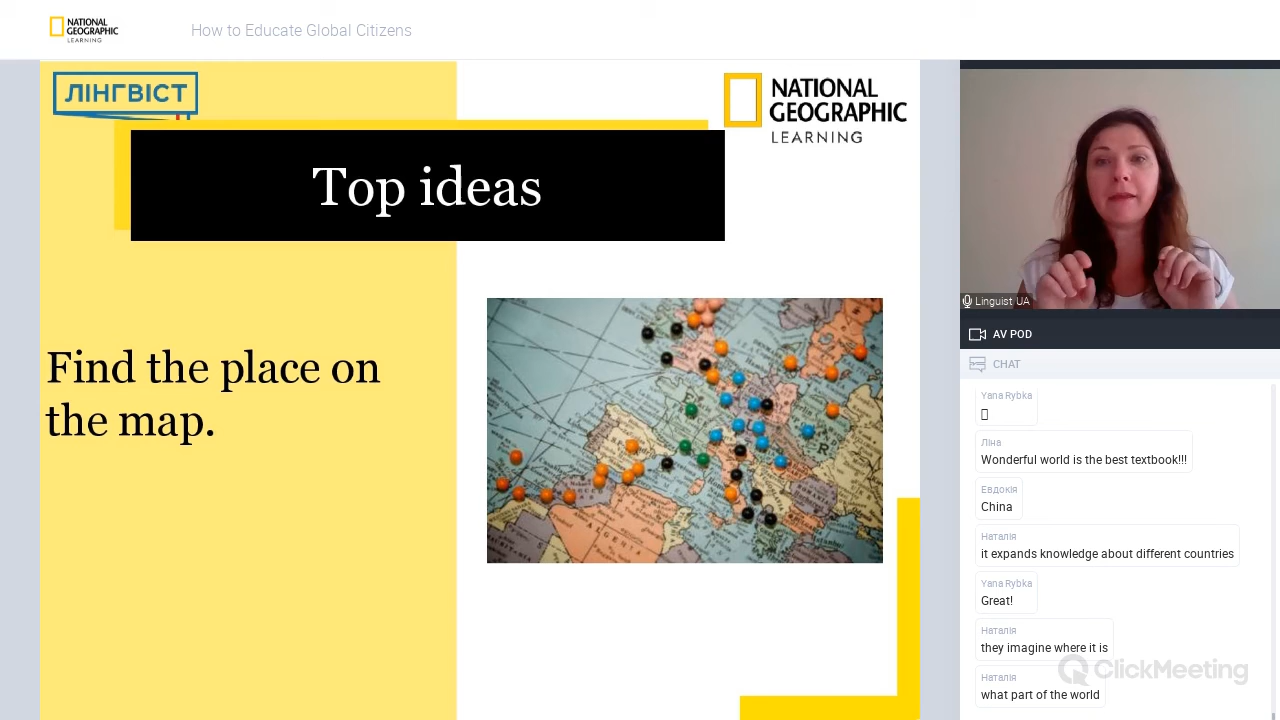 NATIONAL
GEOGRAPHIC
LEARNING
How to Educate Global Citizens
ЛІНГВІСТ
NATIONAL
GEOGRAPHIC
LEARNING
Top ideas
Find the place on
the map.
ALGERIA
Linguist UA
AV POD
CHAT
Yana Rybka
Ліна
Wonderful world is the best textbook!!!
Евдокія
China
Наталія
it expands knowledge about different countries
Yana Rybka
Great!
Наталія
they imagine where it is
Наталія
what part of the world
ClickMeeting